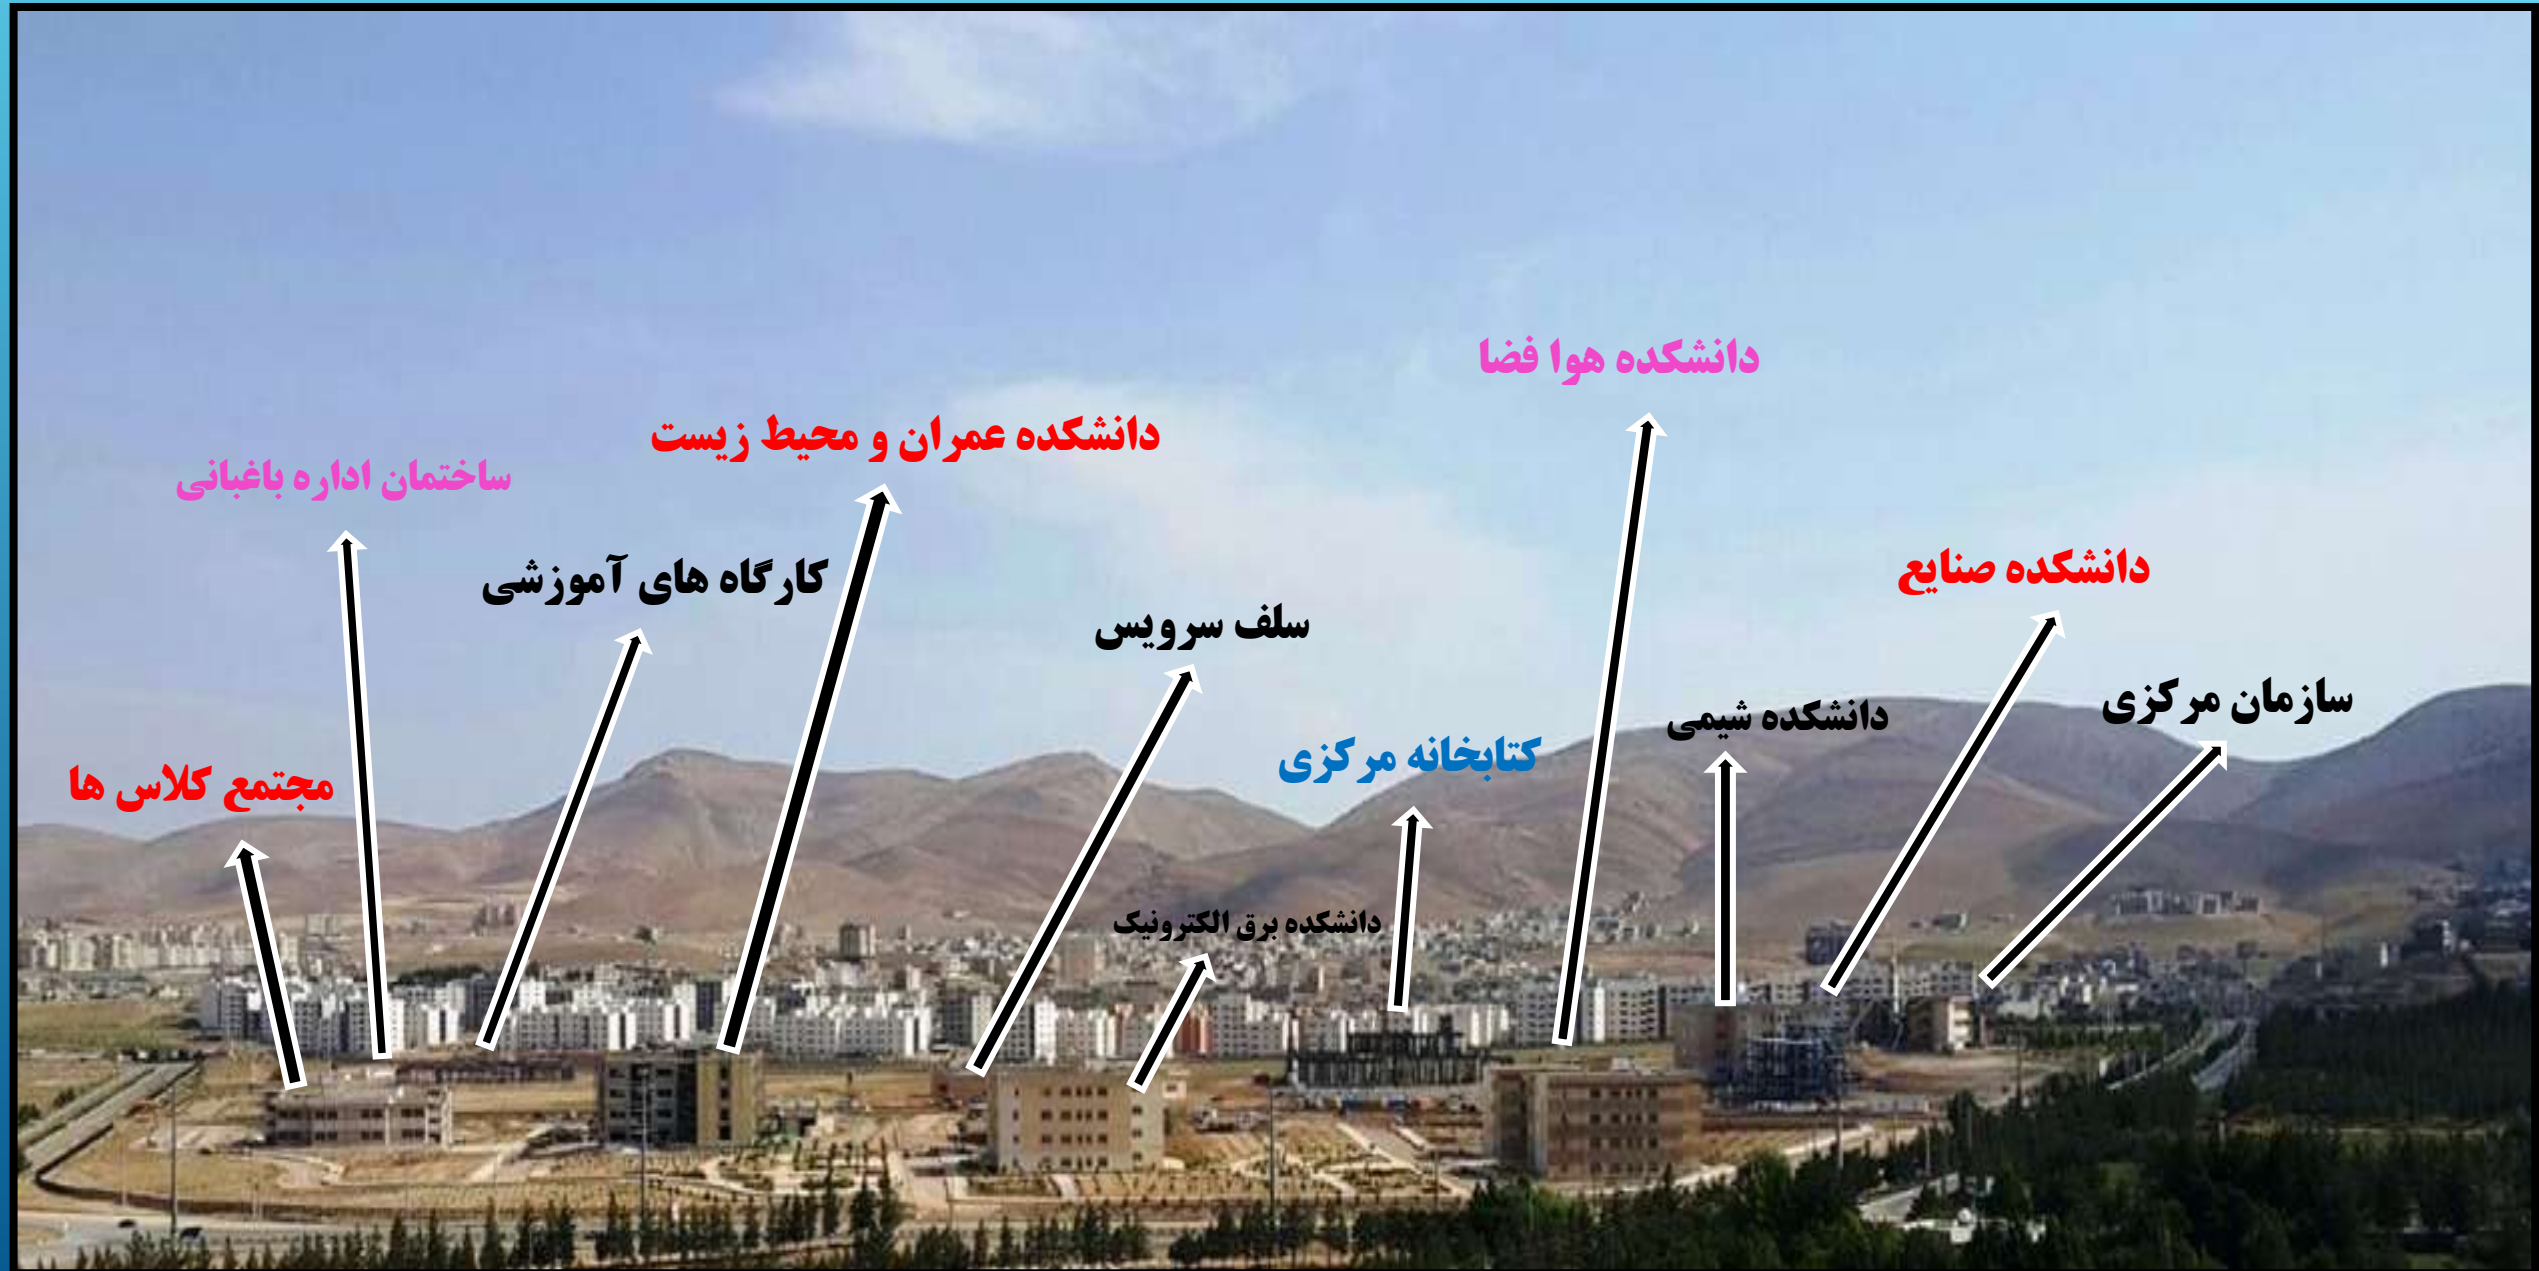 دانشکده هوا فضا
دانشکده عمران و محیط زیست
ساختمان اداره باغبانی
دانشکده صنایع
کارگاه های آموزشی
سلف سرویس
سازمان مرکزی
دانشکده شیمی
کتابخانه مرکزی
مجتمع کلاس ها
دانشکده برق الکترونیک